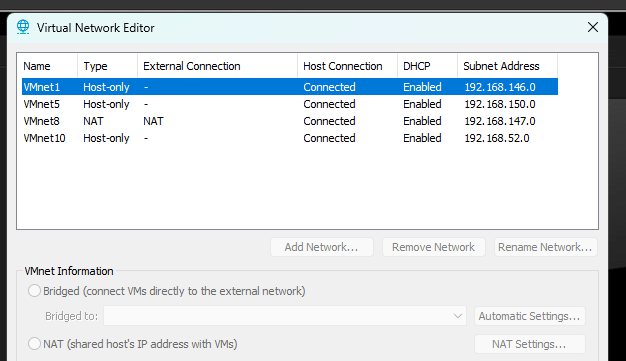 Virtual Network Editor
Name Type External Connection Host Connection DHCP Subnet Address
VMnet1 Host-only - Connected Enabled 192.168.146.0
VMnet5 Host-only - Connected Enabled 192.168.150.0
VMnet8 NAT NAT Connected Enabled 192.168.147.0
VMnet10 Host-only - Connected Enabled 192.168.52.0
Add Network... Remove Network Rename Network...
VMnet Information
Bridged (connect VMs directly to the external network)
Bridged to: Automatic Settings...
NAT (shared host's IP address with VMs) NAT Settings...